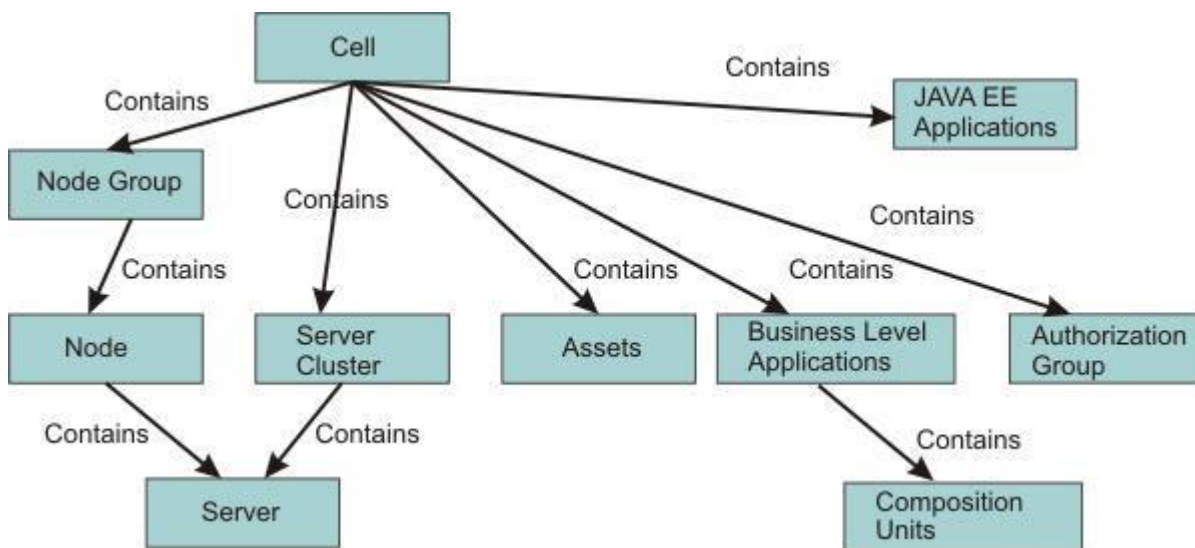 Cell
Contains
JAVA EE
Applications
Contains
Node Group
Contains
Contains
Contains
Contains
Contains
Node
Server
Cluster
Assets
Business Level
Applications
Authorization
Group
Contains
Contains
Contains
Server
Composition
Units